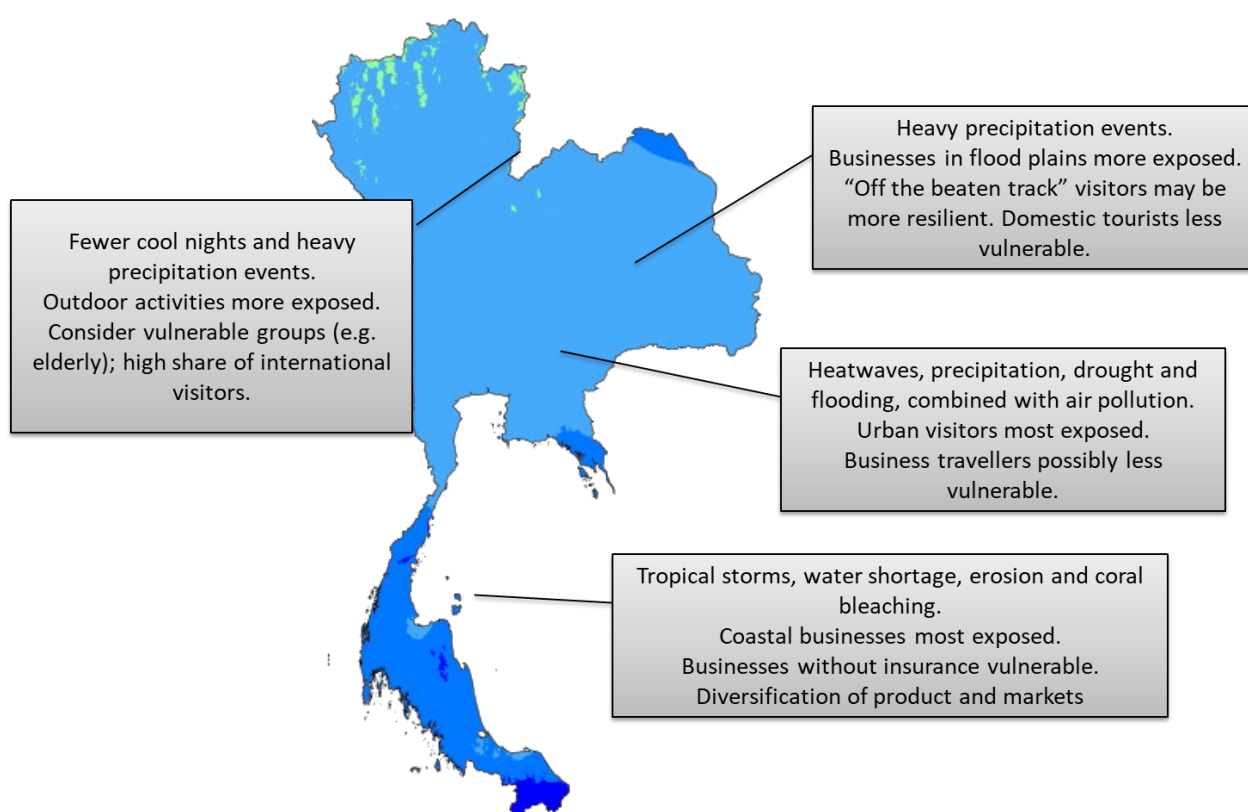 Heavy precipitation events.
Businesses in flood plains more exposed.
“Off the beaten track” visitors may be
more resilient. Domestic tourists less
vulnerable.
Fewer cool nights and heavy
precipitation events.
Outdoor activities more exposed.
Consider vulnerable groups (e.g.
elderly); high share of international
visitors.
Heatwaves, precipitation, drought and
flooding, combined with air pollution.
Urban visitors most exposed.
Business travellers possibly less
vulnerable.
Tropical storms, water shortage, erosion and coral
bleaching.
Coastal businesses most exposed.
Businesses without insurance vulnerable.
Diversification of product and markets